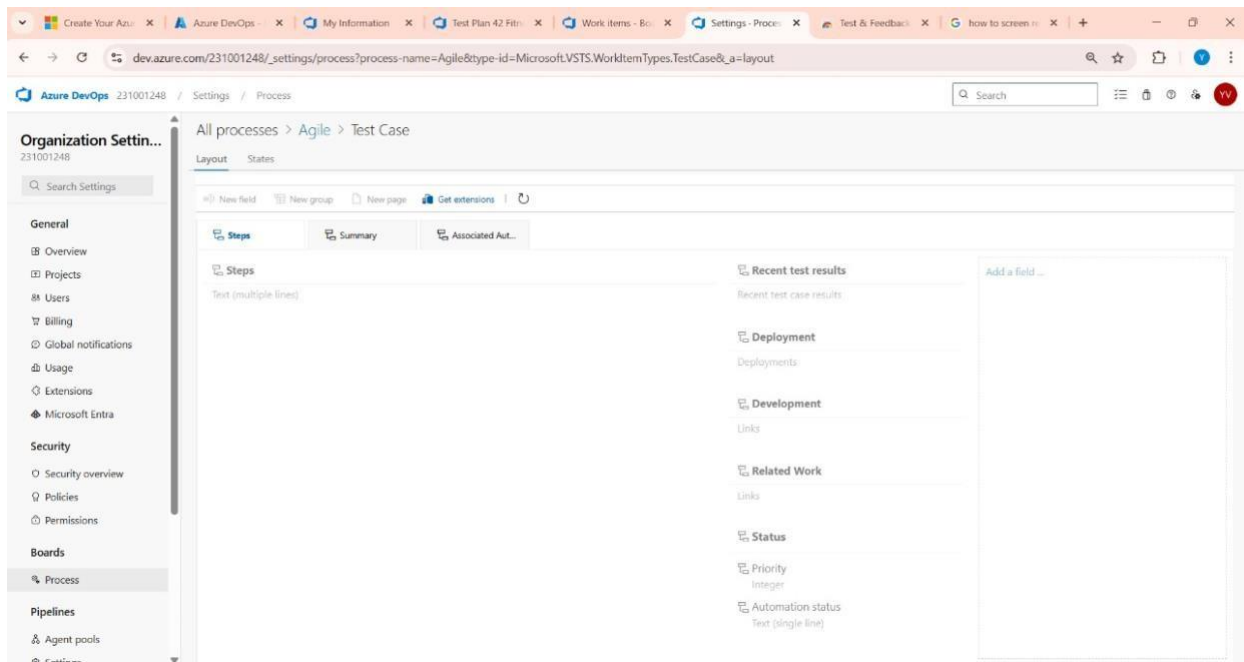 Create Your Azu
Azure DevOps -
My Information
Test Plan 42 Fitn
Work items - Bo
Settings - Proce
Test & Feedbac
how to screen
dev.azure.com/231001248/_settings/process?process-name=Agile&type-id=Microsoft.VSTS.WorkItemTypes.TestCase&_a=layout
Y
Azure DevOps 231001248 / Settings / Process
Search
YV
Organization Settin...
231001248
Search Settings
General
Overview
Projects
Users
Billing
Global notifications
Usage
Extensions
Microsoft Entra
Security
Security overview
Policies
Permissions
Boards
Process
Pipelines
Agent pools
Settings
All processes > Agile > Test Case
Layout States
New field New group New page Get extensions
Steps Summary Associated Aut...
Steps
Text (multiple lines)
Recent test results
Recent test case results
Deployment
Deployments
Development
Links
Related Work
Links
Status
Priority
Integer
Automation status
Text (single line)
Add a field ...